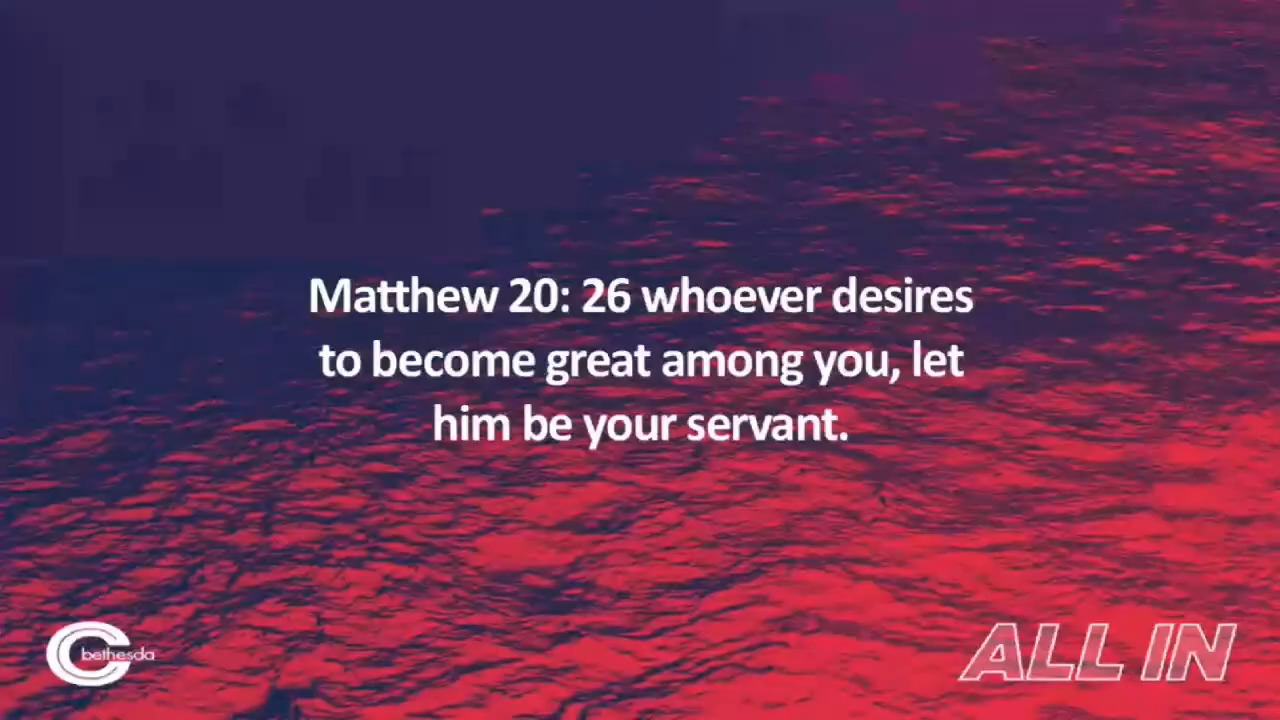 Matthew 20: 26 whoever desires
to become great among you, let
him be your servant.
bethesda
ALL IN